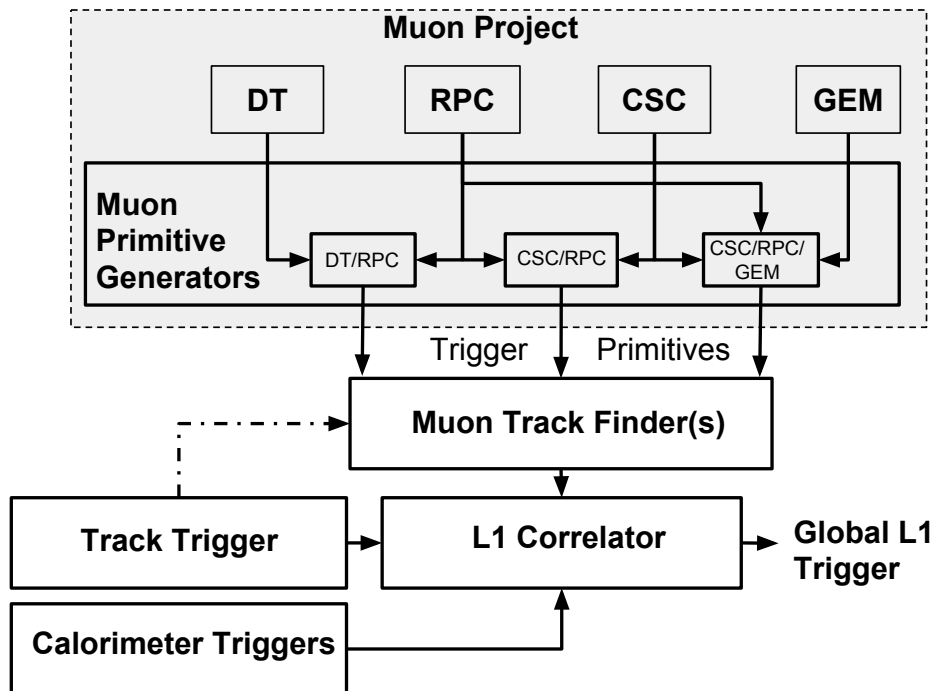 Muon Project
DT
RPC
CSC
GEM
Muon
Primitive
Generators
DT/RPC
CSC/RPC
CSC/RPC/
GEM
Trigger Primitives
Muon Track Finder(s)
Track Trigger
L1 Correlator
Global L1
Trigger
Calorimeter Triggers